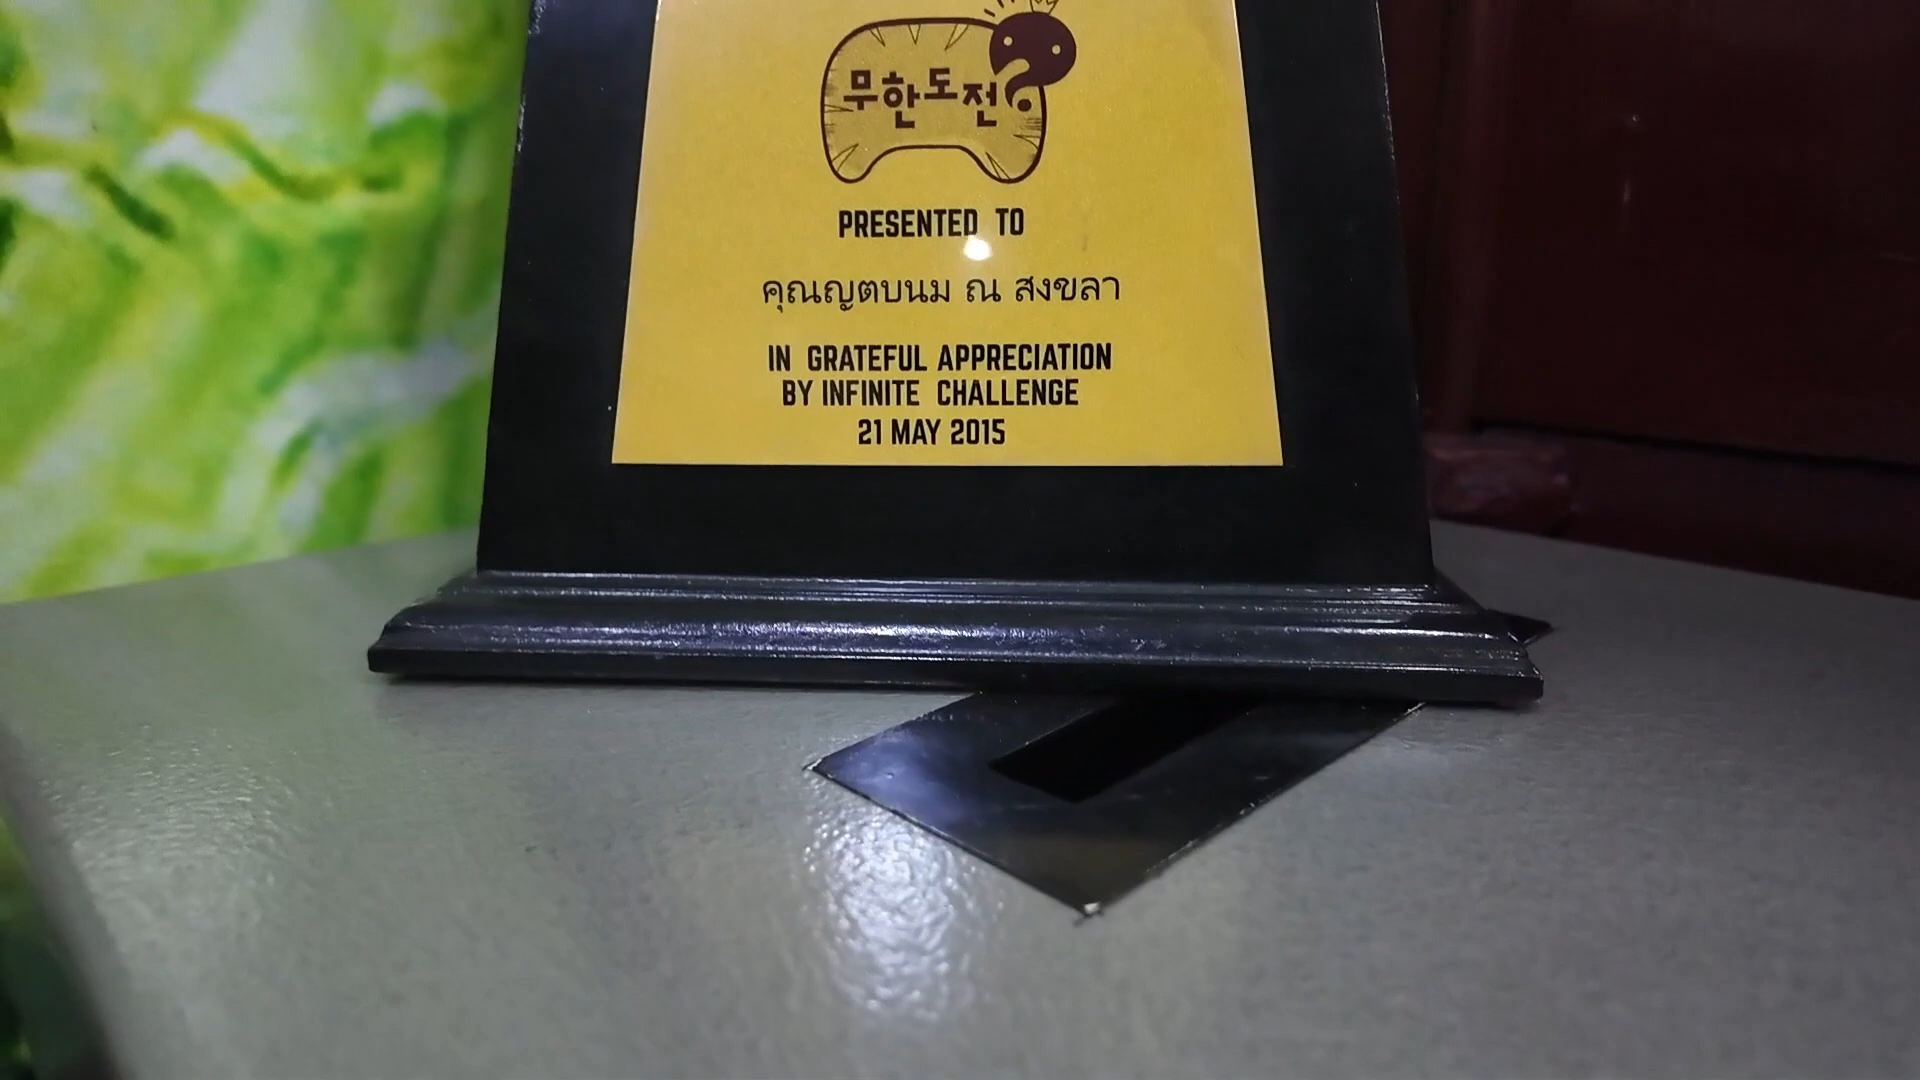 무한도전
PRESENTED TO
คุณญตบนม ณ สงขลา
IN GRATEFUL APPRECIATION
BY INFINITE CHALLENGE
21 MAY 2015